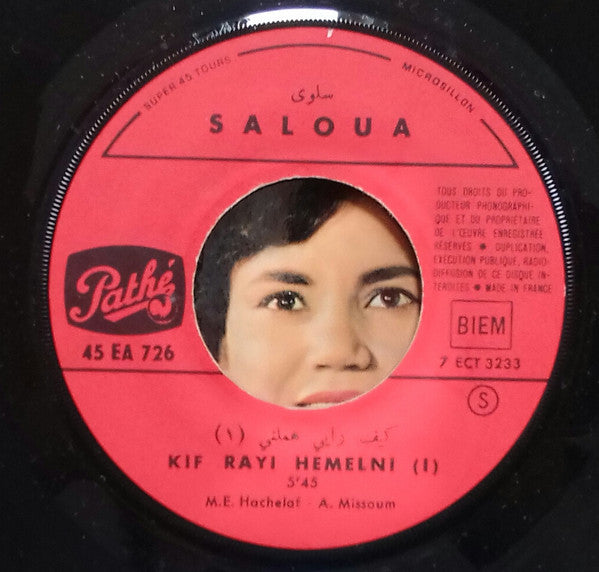 SUPER 45 TOURS
MICROSILLON
سلوى
SALOUA
TOUS DROITS DU PRO-
DUCTEUR PHONOGRAPHI-
QUE ET DU PROPRIÉTAIRE
DE L'ŒUVRE ENREGISTRÉE
RÉSERVÉS ● DUPLICATION,
EXÉCUTION PUBLIQUE, RADIO-
DIFFUSION DE CE DISQUE IN-
TERDITES ● MADE IN FRANCE
Pathé
45 EA 726
BIEM
7 ECT 3233
S
كيف رايي هملني (١)
KIF RAYI HEMELNI (I)
5'45
M.E. Hachelaf - A. Missoum